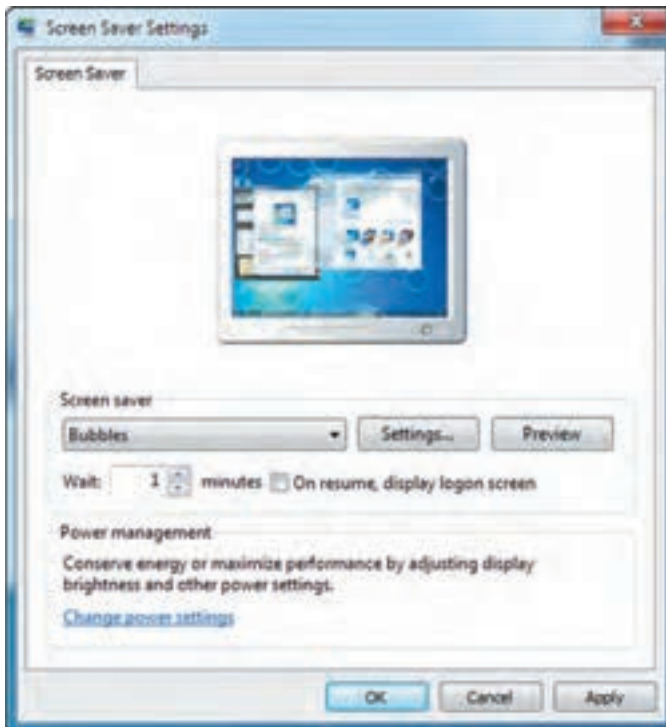 Screen Saver Settings
Screen Saver
Screen saver
Bubbles
Settings...
Preview
Wait: 1 minutes On resume, display logon screen
Power management
Conserve energy or maximize performance by adjusting display
brightness and other power settings.
Change power settings
OK
Cancel
Apply